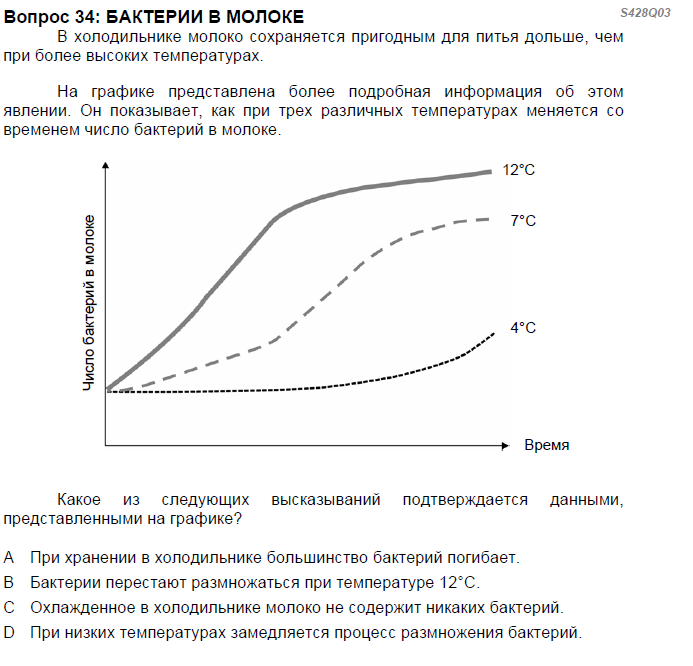 Вопрос 34: БАКТЕРИИ В МОЛОКЕ
S428Q03
В холодильнике молоко сохраняется пригодным для питья дольше, чем
при более высоких температурах.
На графике представлена более подробная информация об этом
явлении. Он показывает, как при трех различных температурах меняется со
временем число бактерий в молоке.
12°C
7°C
4°C
Число бактерий в молоке
Время
Какое из следующих высказываний подтверждается данными,
представленными на графике?
A При хранении в холодильнике большинство бактерий погибает.
B Бактерии перестают размножаться при температуре 12°C.
C Охлажденное в холодильнике молоко не содержит никаких бактерий.
D При низких температурах замедляется процесс размножения бактерий.